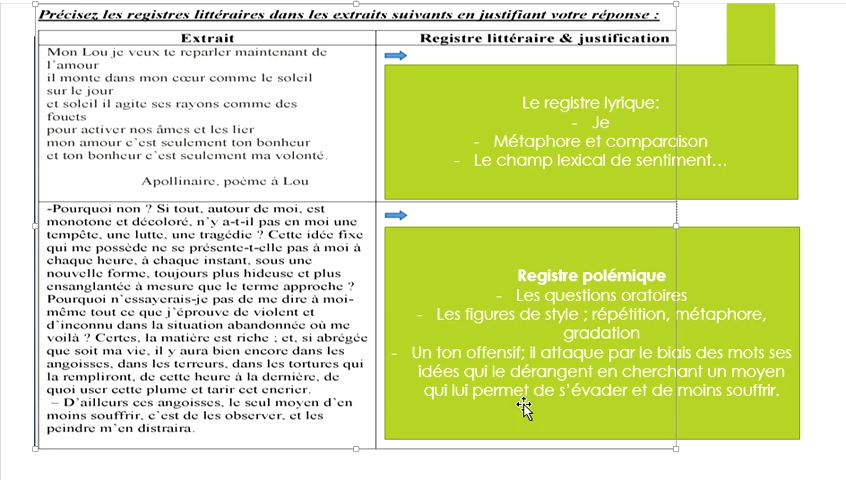 Précisez les registres littéraires dans les extraits suivants en justifiant votre réponse :
Extrait
Registre littéraire & justification
Mon Lou je veux te reparler maintenant de
l'amour
il monte dans mon cœur comme le soleil
sur le jour
et soleil il agite ses rayons comme des
fouets
pour activer nos âmes et les lier
mon amour c'est seulement ton bonheur
et ton bonheur c'est seulement ma volonté.
Apollinaire, poème à Lou
Le registre lyrique:
- Je
- Métaphore et comparaison
- Le champ lexical de sentiment...
-Pourquoi non ? Si tout, autour de moi, est
monotone et décoloré, n'y a-t-il pas en moi une
tempête, une lutte, une tragédie ? Cette idée fixe
qui me possède ne se présente-t-elle pas à moi à
chaque heure, à chaque instant, sous une
nouvelle forme, toujours plus hideuse et plus
ensanglantée à mesure que le terme approche ?
Pourquoi n'essayerais-je pas de me dire à moi-
même tout ce que j'éprouve de violent et
d'inconnu dans la situation abandonnée où me
voilà ? Certes, la matière est riche ; et, si abrégée
que soit ma vie, il y aura bien encore dans les
angoisses, dans les terreurs, dans les tortures qui
la rempliront, de cette heure à la dernière, de
quoi user cette plume et tarir cet encrier.
– D'ailleurs ces angoisses, le seul moyen d'en
moins souffrir, c'est de les observer, et les
peindre m'en distraira.
Registre polémique
- Les questions oratoires
- Les figures de style ; répétition, métaphore,
gradation
- Un ton offensif; il attaque par le biais des mots ses
idées qui le dérangent en cherchant un moyen
qui lui permet de s'évader et de moins souffrir.